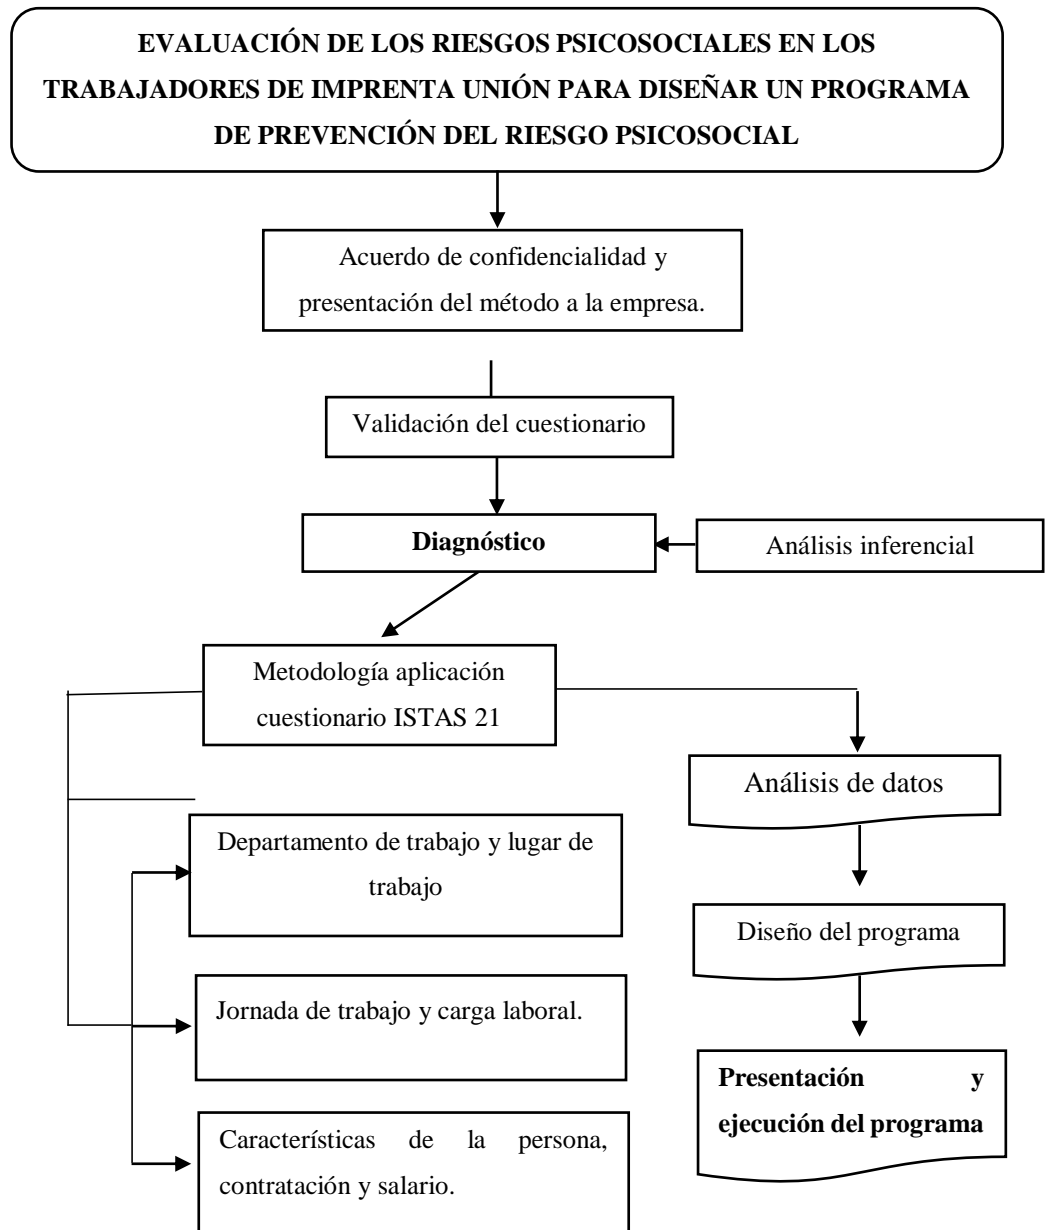 EVALUACIÓN DE LOS RIESGOS PSICOSOCIALES EN LOS
TRABAJADORES DE IMPRENTA UNIÓN PARA DISEÑAR UN PROGRAMA
DE PREVENCIÓN DEL RIESGO PSICOSOCIAL
Acuerdo de confidencialidad y
presentación del método a la empresa.
Validación del cuestionario
Diagnóstico
Análisis inferencial
Metodología aplicación
cuestionario ISTAS 21
Departamento de trabajo y lugar de
trabajo
Jornada de trabajo y carga laboral.
Características de la persona,
contratación y salario.
Análisis de datos
Diseño del programa
Presentación y
ejecución del programa